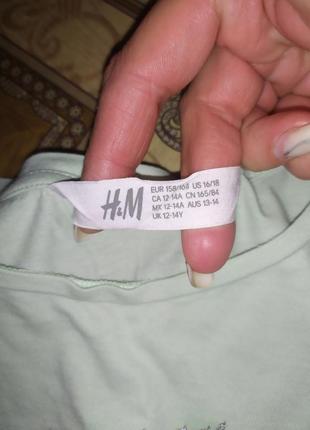 H&M
EUR 158/164 US 16/18
CA 12-14A CN 165/84
MX 12-14A AUS 13-14
UK 12-14Y